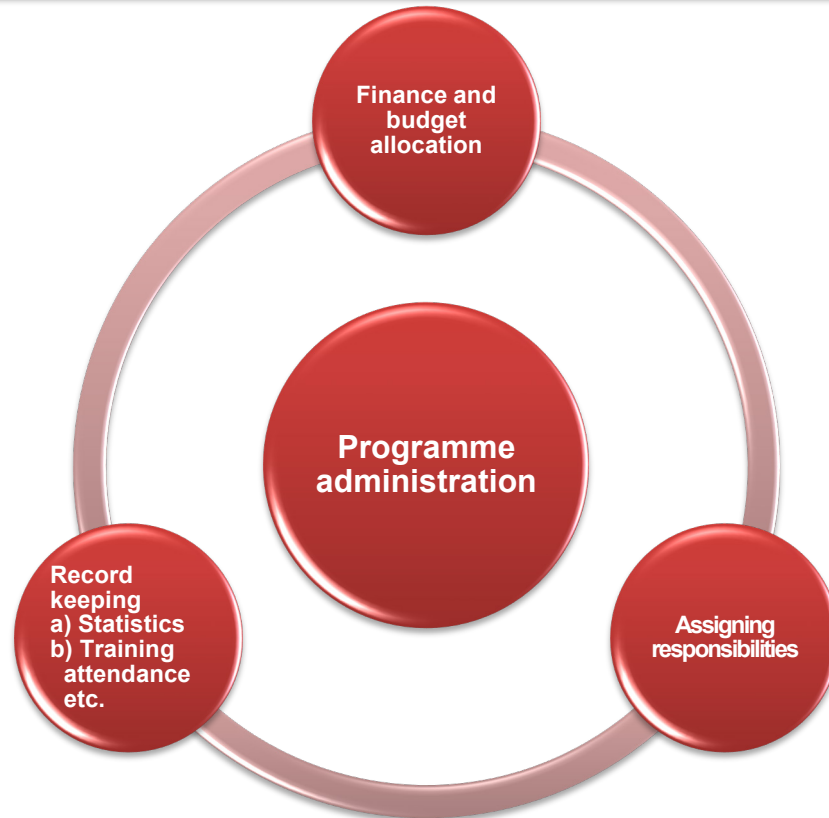 Finance and
budget
allocation
Programme
administration
Record
keeping
a) Statistics
b) Training
attendance
etc.
Assigning
responsibilities